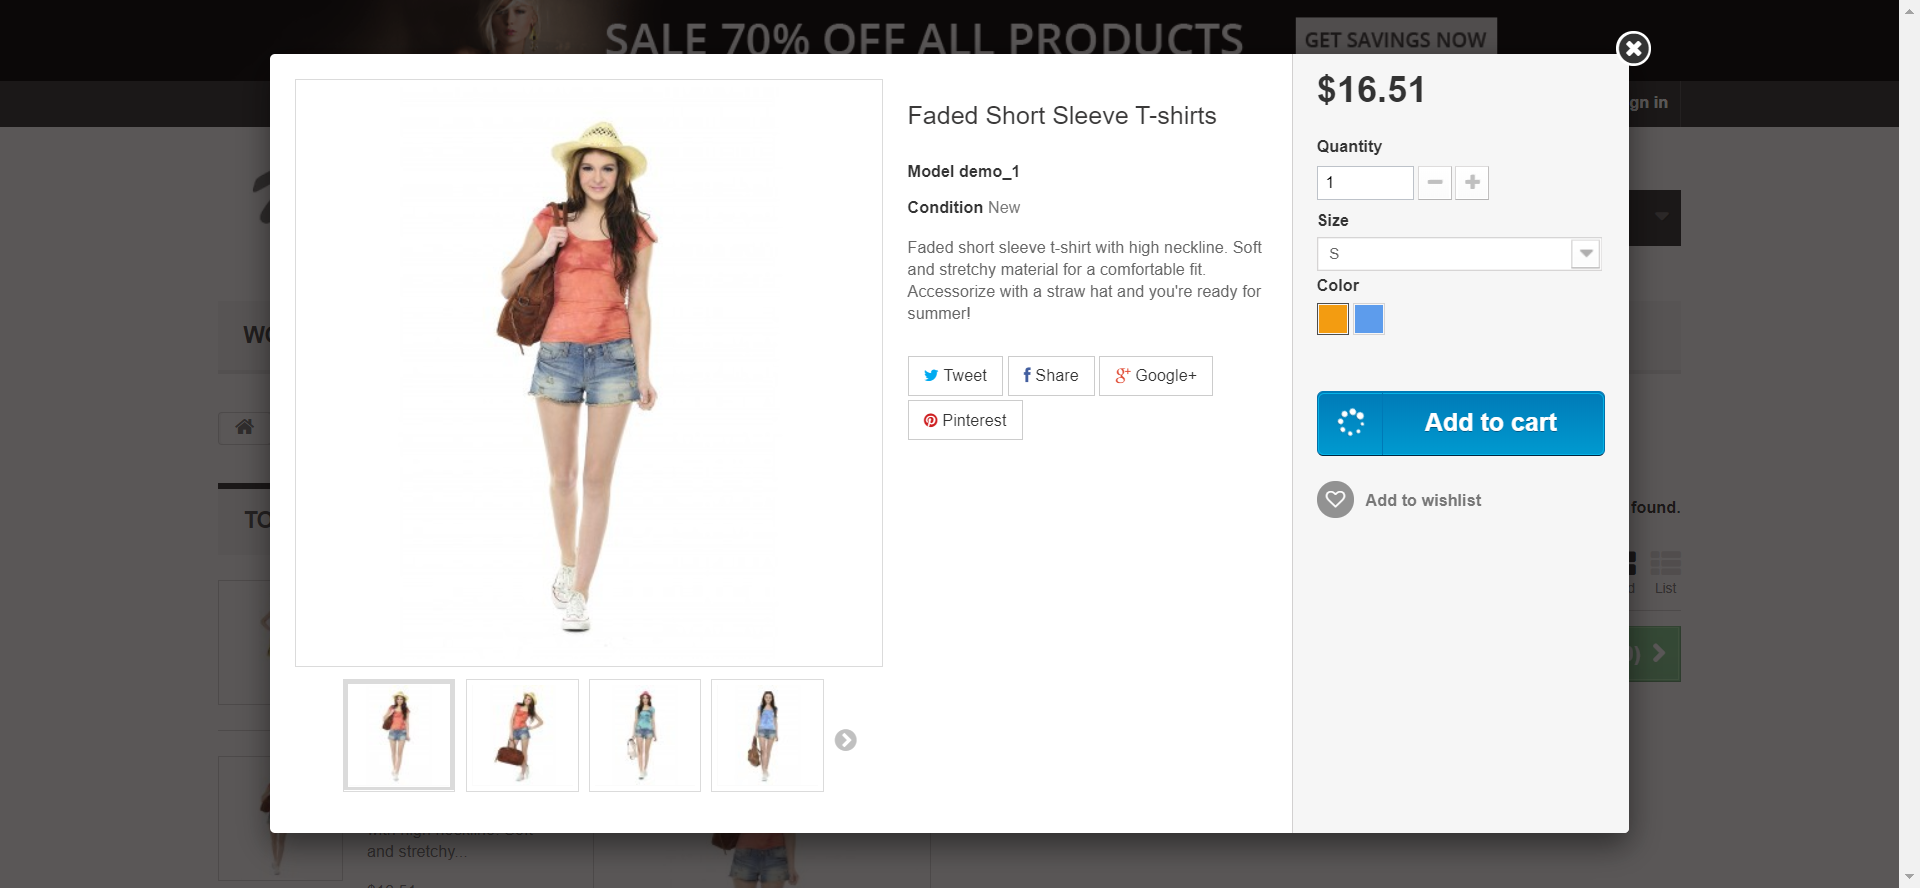 SALE 70% OFF ALL PRODUCTS
GET SAVINGS NOW
gn in
$16.51
Faded Short Sleeve T-shirts
Quantity
1
Model demo_1
Condition New
Size
S
Faded short sleeve t-shirt with high neckline. Soft
and stretchy material for a comfortable fit.
Accessorize with a straw hat and you're ready for
summer!
Color
Tweet
Share
Google+
Pinterest
Add to cart
Add to wishlist
found.
List
and stretchy...